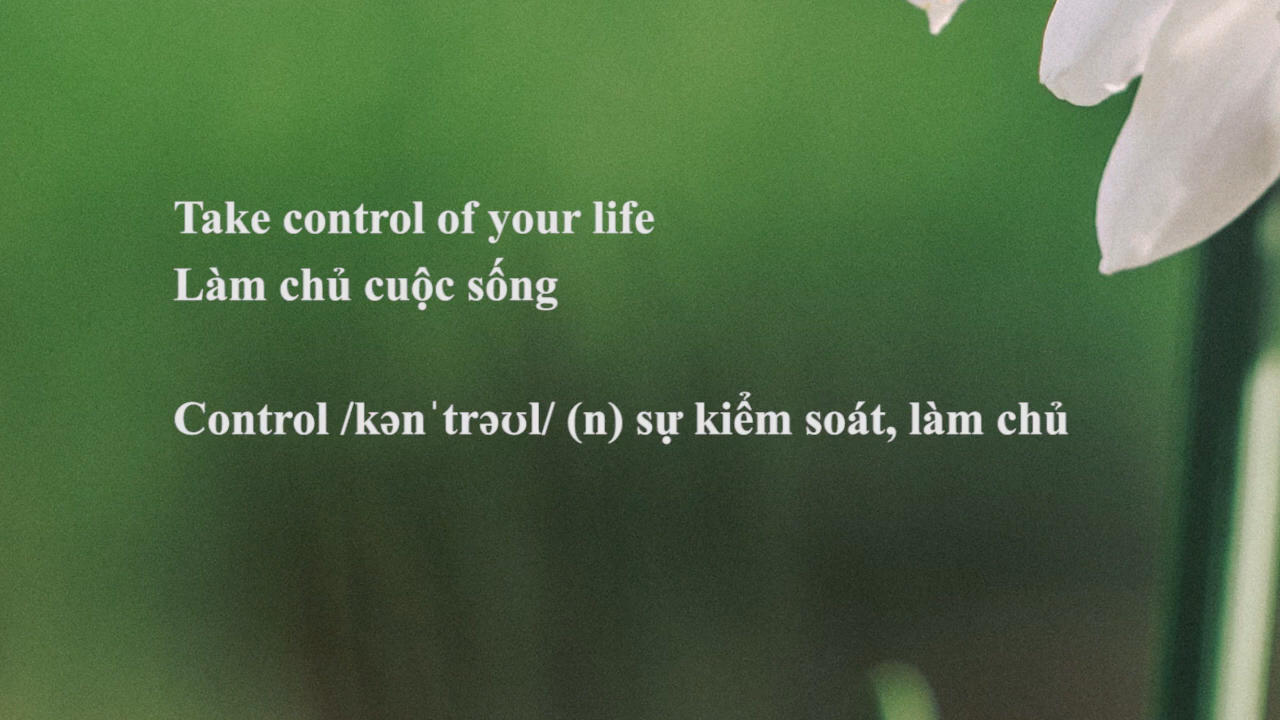 Take control of your life
Làm chủ cuộc sống
Control /kənˈtrəʊl/ (n) sự kiểm soát, làm chủ